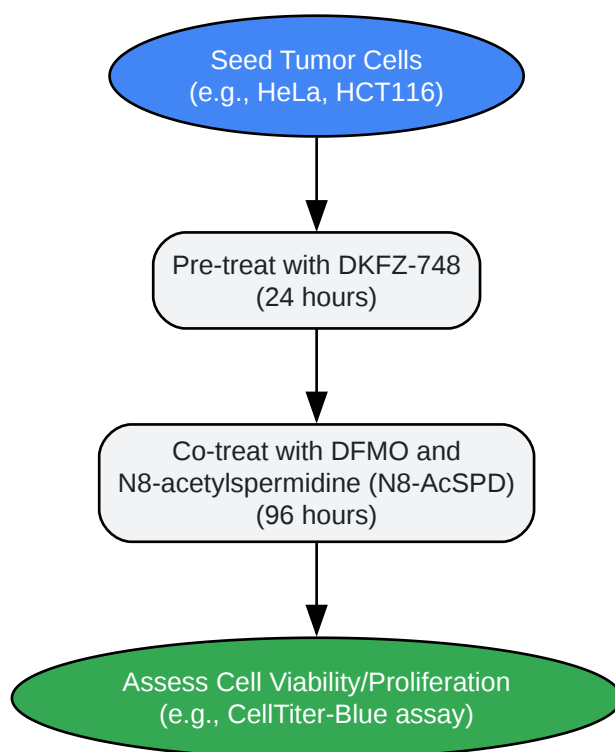 Seed Tumor Cells
(e.g., HeLa, HCT116)
Pre-treat with DKFZ-748
(24 hours)
Co-treat with DFMO and
N8-acetylspermidine (N8-AcSPD)
(96 hours)
Assess Cell Viability/Proliferation
(e.g., CellTiter-Blue assay)